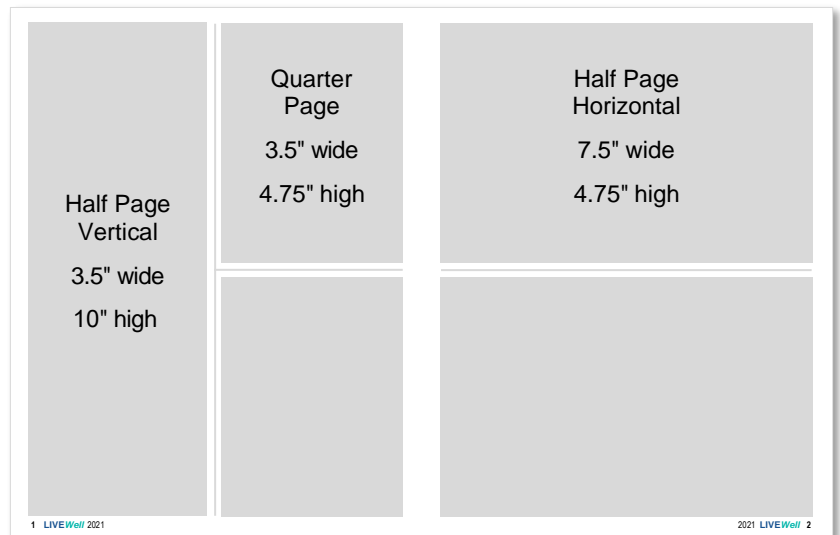 Half Page
Vertical
3.5" wide
10" high
Quarter
Page
3.5" wide
4.75" high
Half Page
Horizontal
7.5" wide
4.75" high
1 LIVEWell 2021
2021 LIVEWell 2